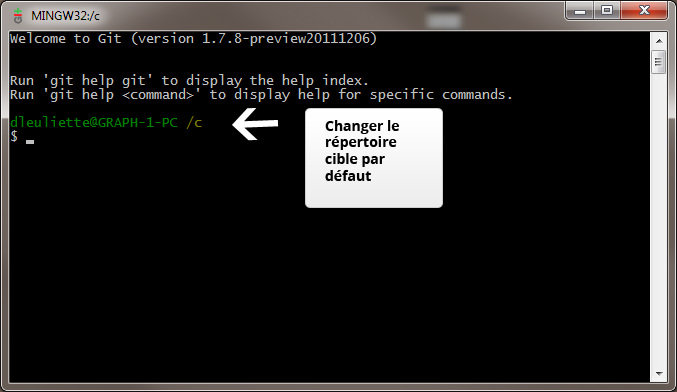 MINGW32:/c
Welcome to Git (version 1.7.8-preview20111206)
Run 'git help git' to display the help index.
Run 'git help <command>' to display help for specific commands.
dleuliette@GRAPH-1-PC /c
$
Changer le
répertoire
cible par
défaut